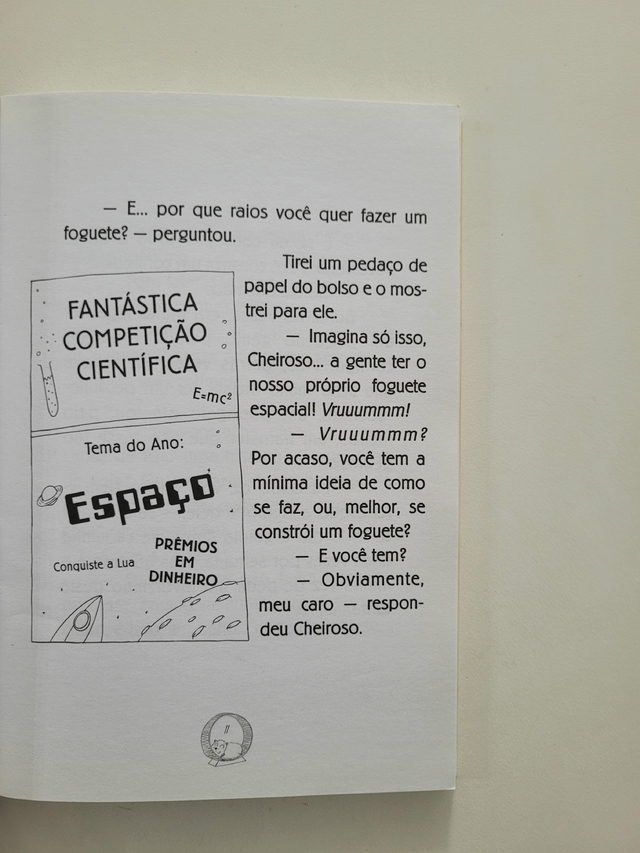 — E... por que raios você quer fazer um
foguete? — perguntou.
FANTÁSTICA
COMPETIÇÃO
CIENTÍFICA
E=mc²
Tema do Ano:
Espaço
Conquiste a Lua
PRÊMIOS
EM
DINHEIRO
Tirei um pedaço de
papel do bolso e o mos-
trei para ele.
— Imagina só isso,
Cheiroso... a gente ter o
nosso próprio foguete
espacial! Vruuummm!
— Vruuummm?
Por acaso, você tem a
mínima ideia de como
se faz, ou, melhor, se
constrói um foguete?
— E você tem?
— Obviamente,
meu caro — respon-
deu Cheiroso.
11